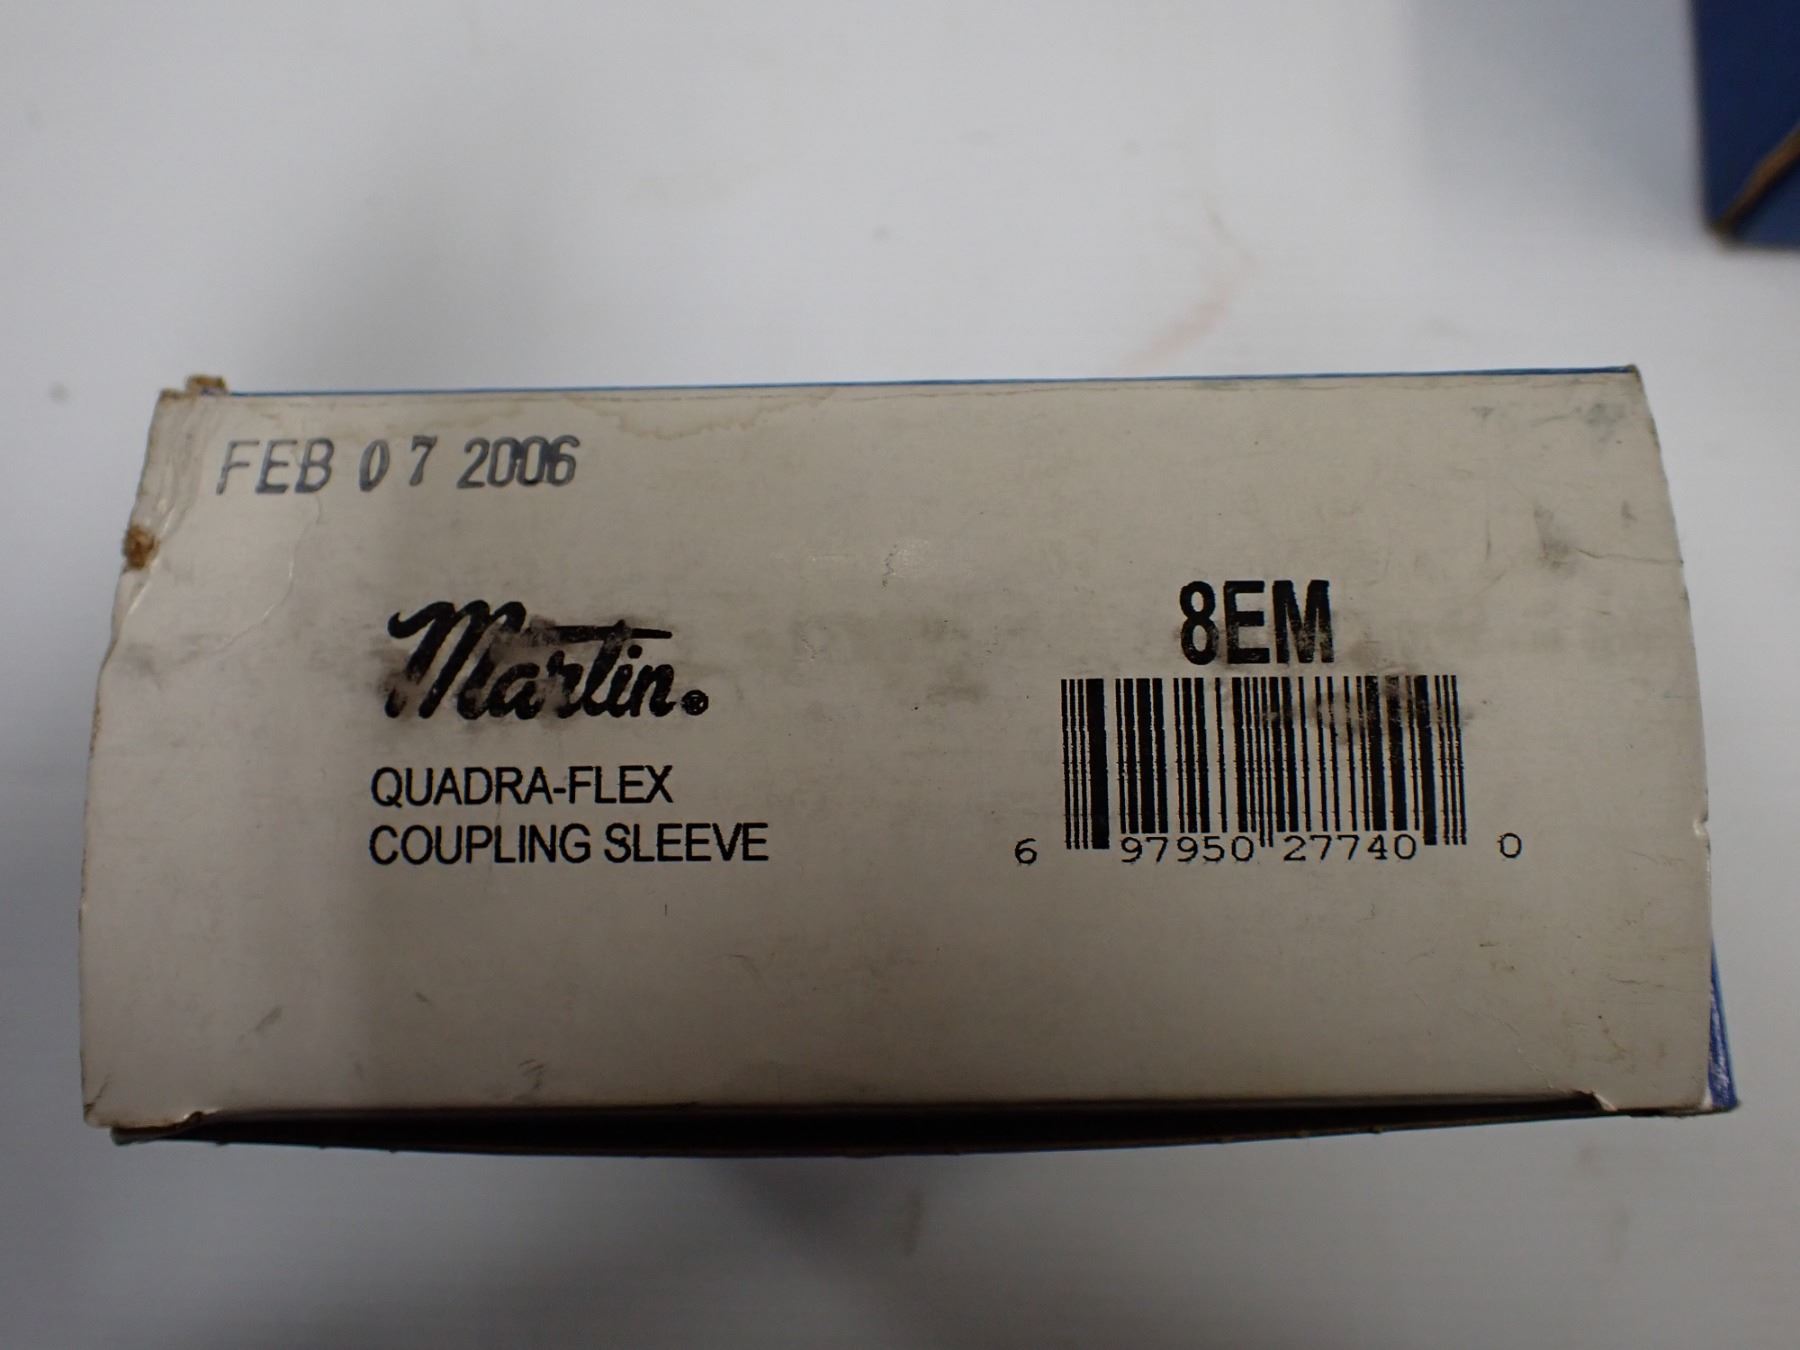 FEB 07 2006
Martin®
QUADRA-FLEX
COUPLING SLEEVE
8EM
6 97950 27740 0